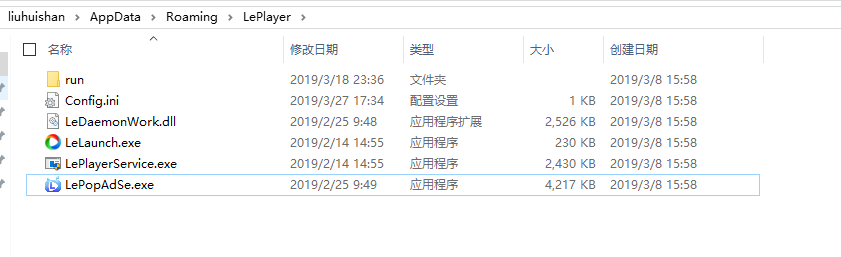 liuhuishan > AppData > Roaming > LePlayer >
名称 修改日期 类型 大小 创建日期
run 2019/3/18 23:36 文件夹 2019/3/8 15:58
Config.ini 2019/3/27 17:34 配置设置 1 KB 2019/3/8 15:58
LeDaemonWork.dll 2019/2/25 9:48 应用程序扩展 2,526 KB 2019/3/8 15:58
LeLaunch.exe 2019/2/14 14:55 应用程序 230 KB 2019/3/8 15:58
LePlayerService.exe 2019/2/14 14:55 应用程序 2,430 KB 2019/3/8 15:58
LePopAdSe.exe 2019/2/25 9:49 应用程序 4,217 KB 2019/3/8 15:58